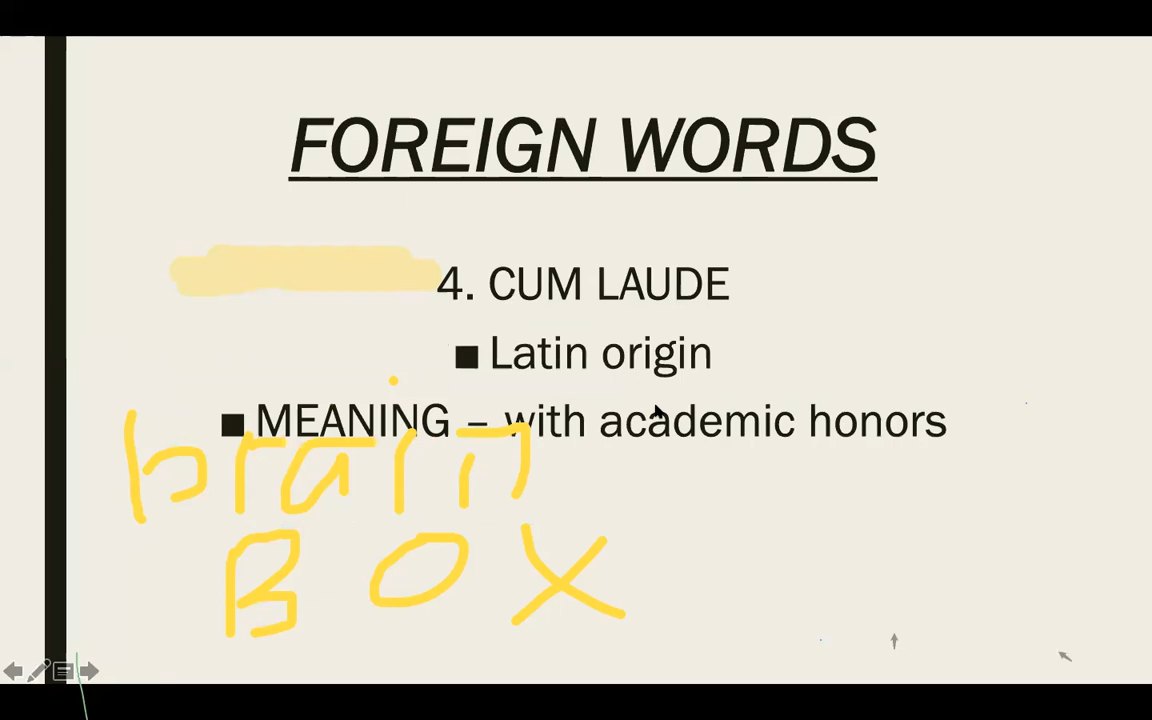 FOREIGN WORDS
4. CUM LAUDE
■ Latin origin
■ MEANING – with academic honors
brain
BOX